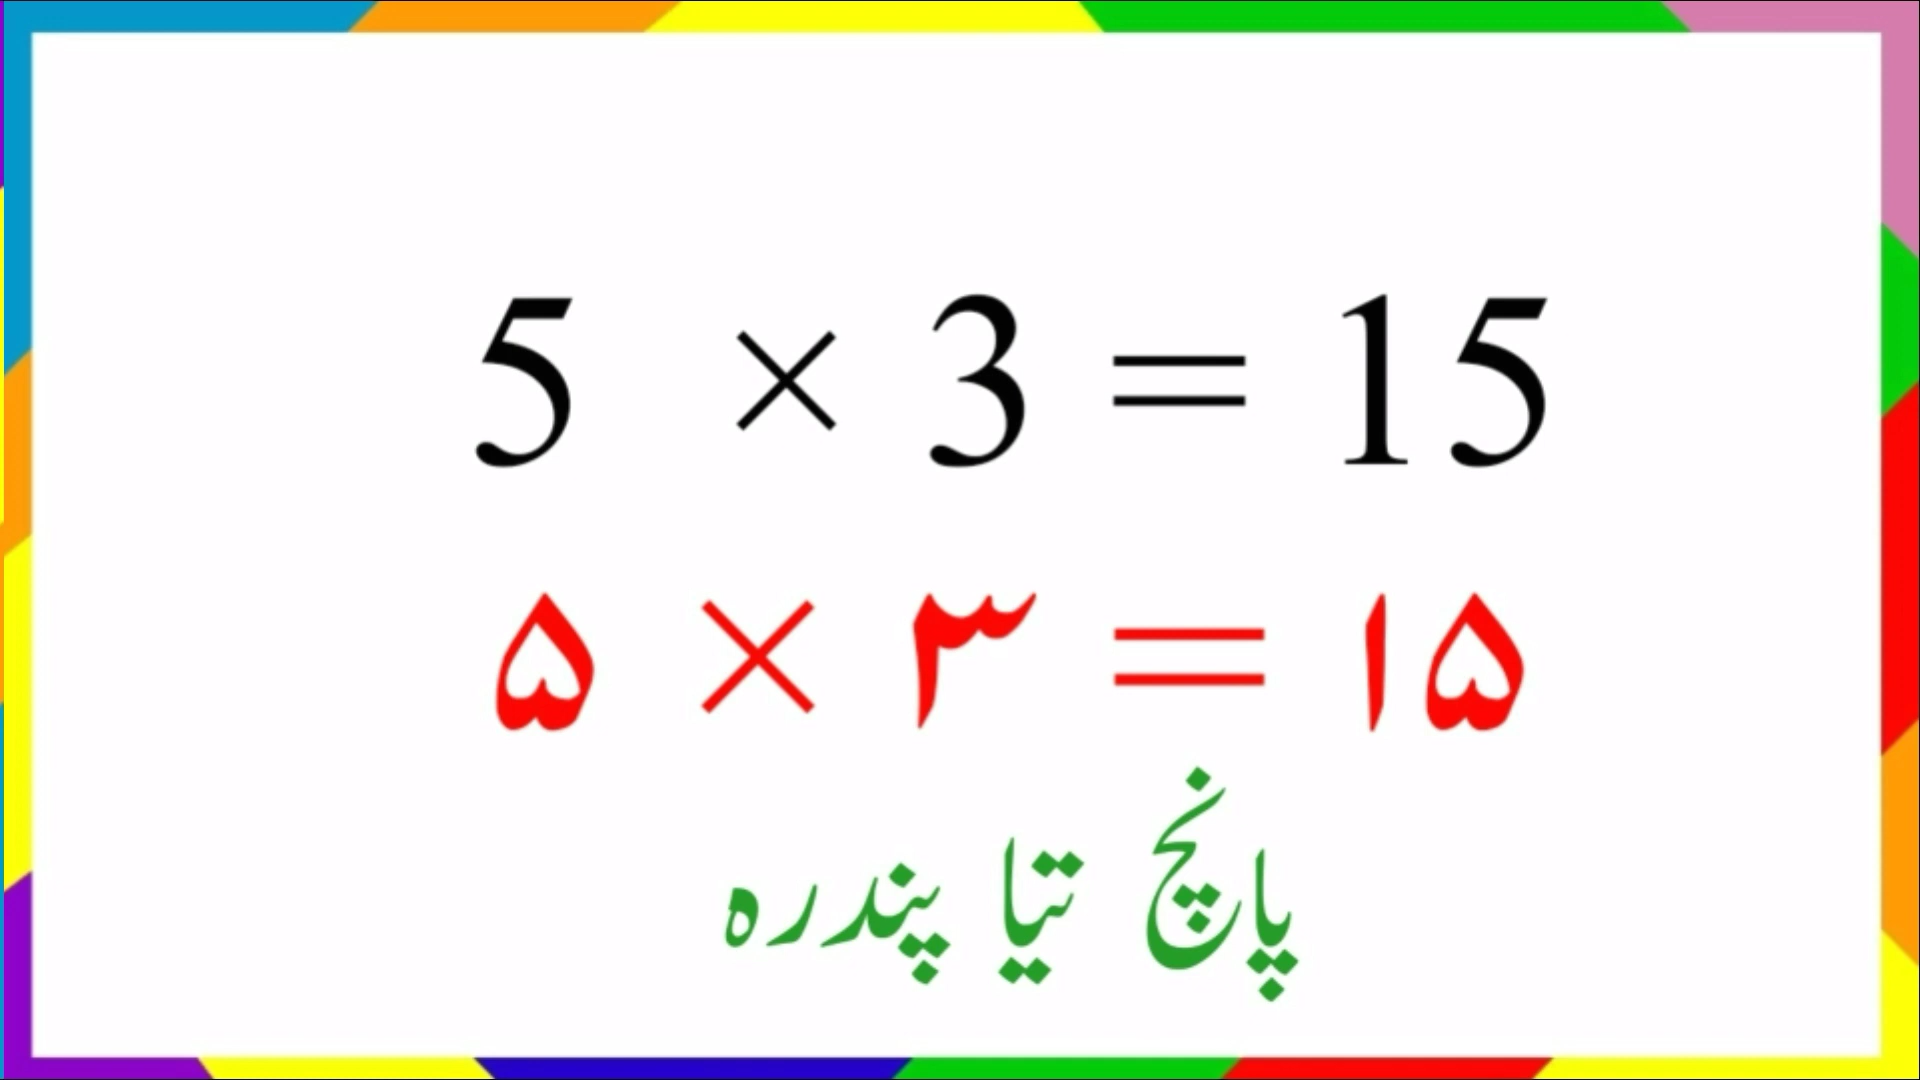 5 × 3 = 15
۵ × ۳ = ۱۵
پانچ تیا پندرہ